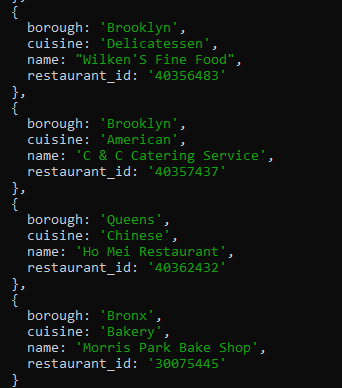 {
borough: 'Brooklyn',
cuisine: 'Delicatessen',
name: "Wilken'S Fine Food",
restaurant_id: '40356483'
},
{
borough: 'Brooklyn',
cuisine: 'American',
name: 'C & C Catering Service',
restaurant_id: '40357437'
},
{
borough: 'Queens',
cuisine: 'Chinese',
name: 'Ho Mei Restaurant',
restaurant_id: '40362432'
},
{
borough: 'Bronx',
cuisine: 'Bakery',
name: 'Morris Park Bake Shop',
restaurant_id: '30075445'
}